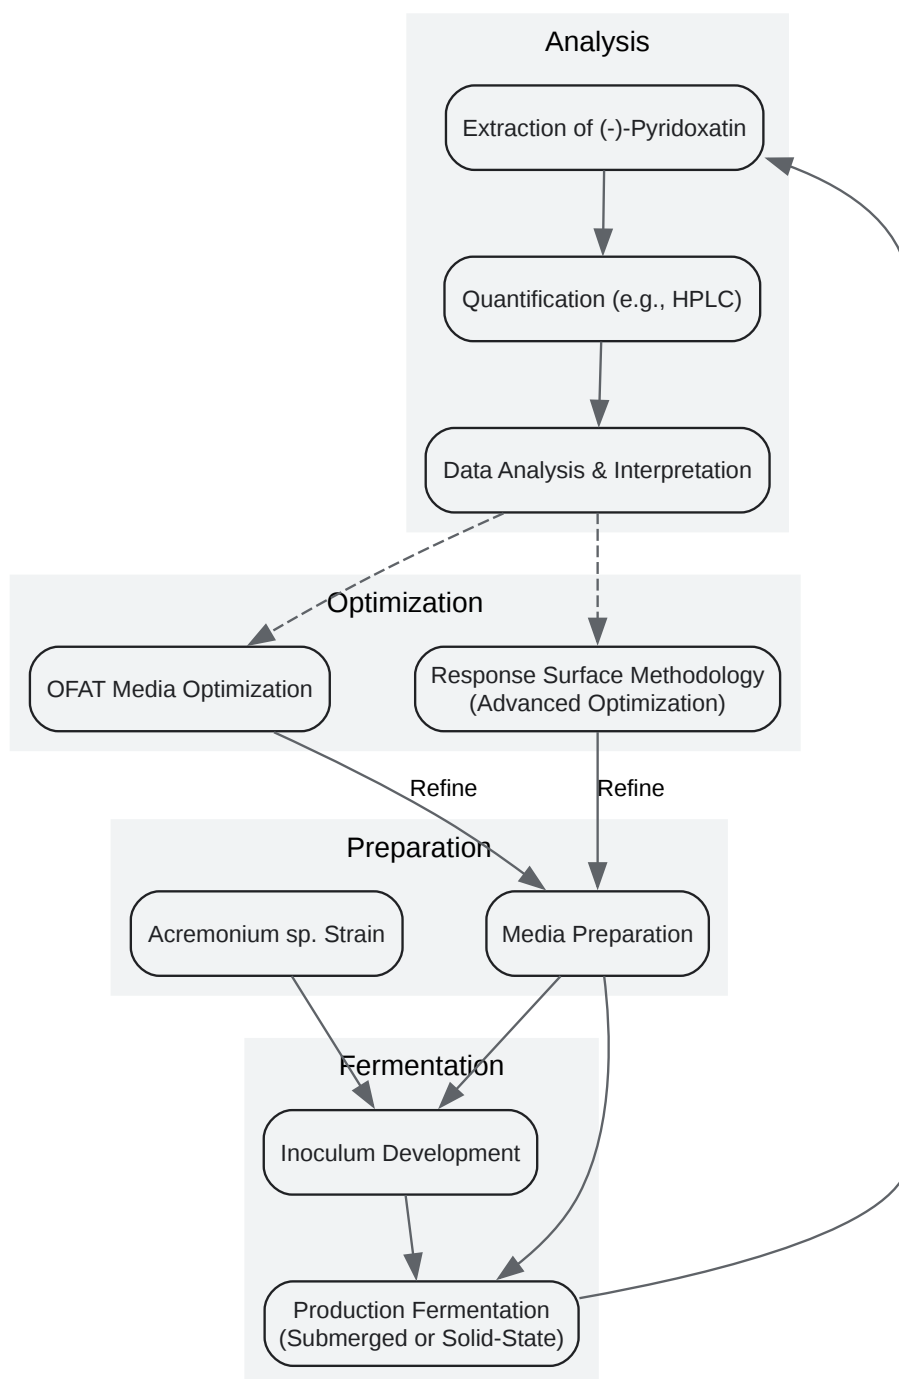 Analysis
Extraction of (-)-Pyridoxatin
Quantification (e.g., HPLC)
Data Analysis & Interpretation
Optimization
OFAT Media Optimization
Response Surface Methodology
(Advanced Optimization)
Refine
Refine
Preparation
Acremonium sp. Strain
Media Preparation
Fermentation
Inoculum Development
Production Fermentation
(Submerged or Solid-State)